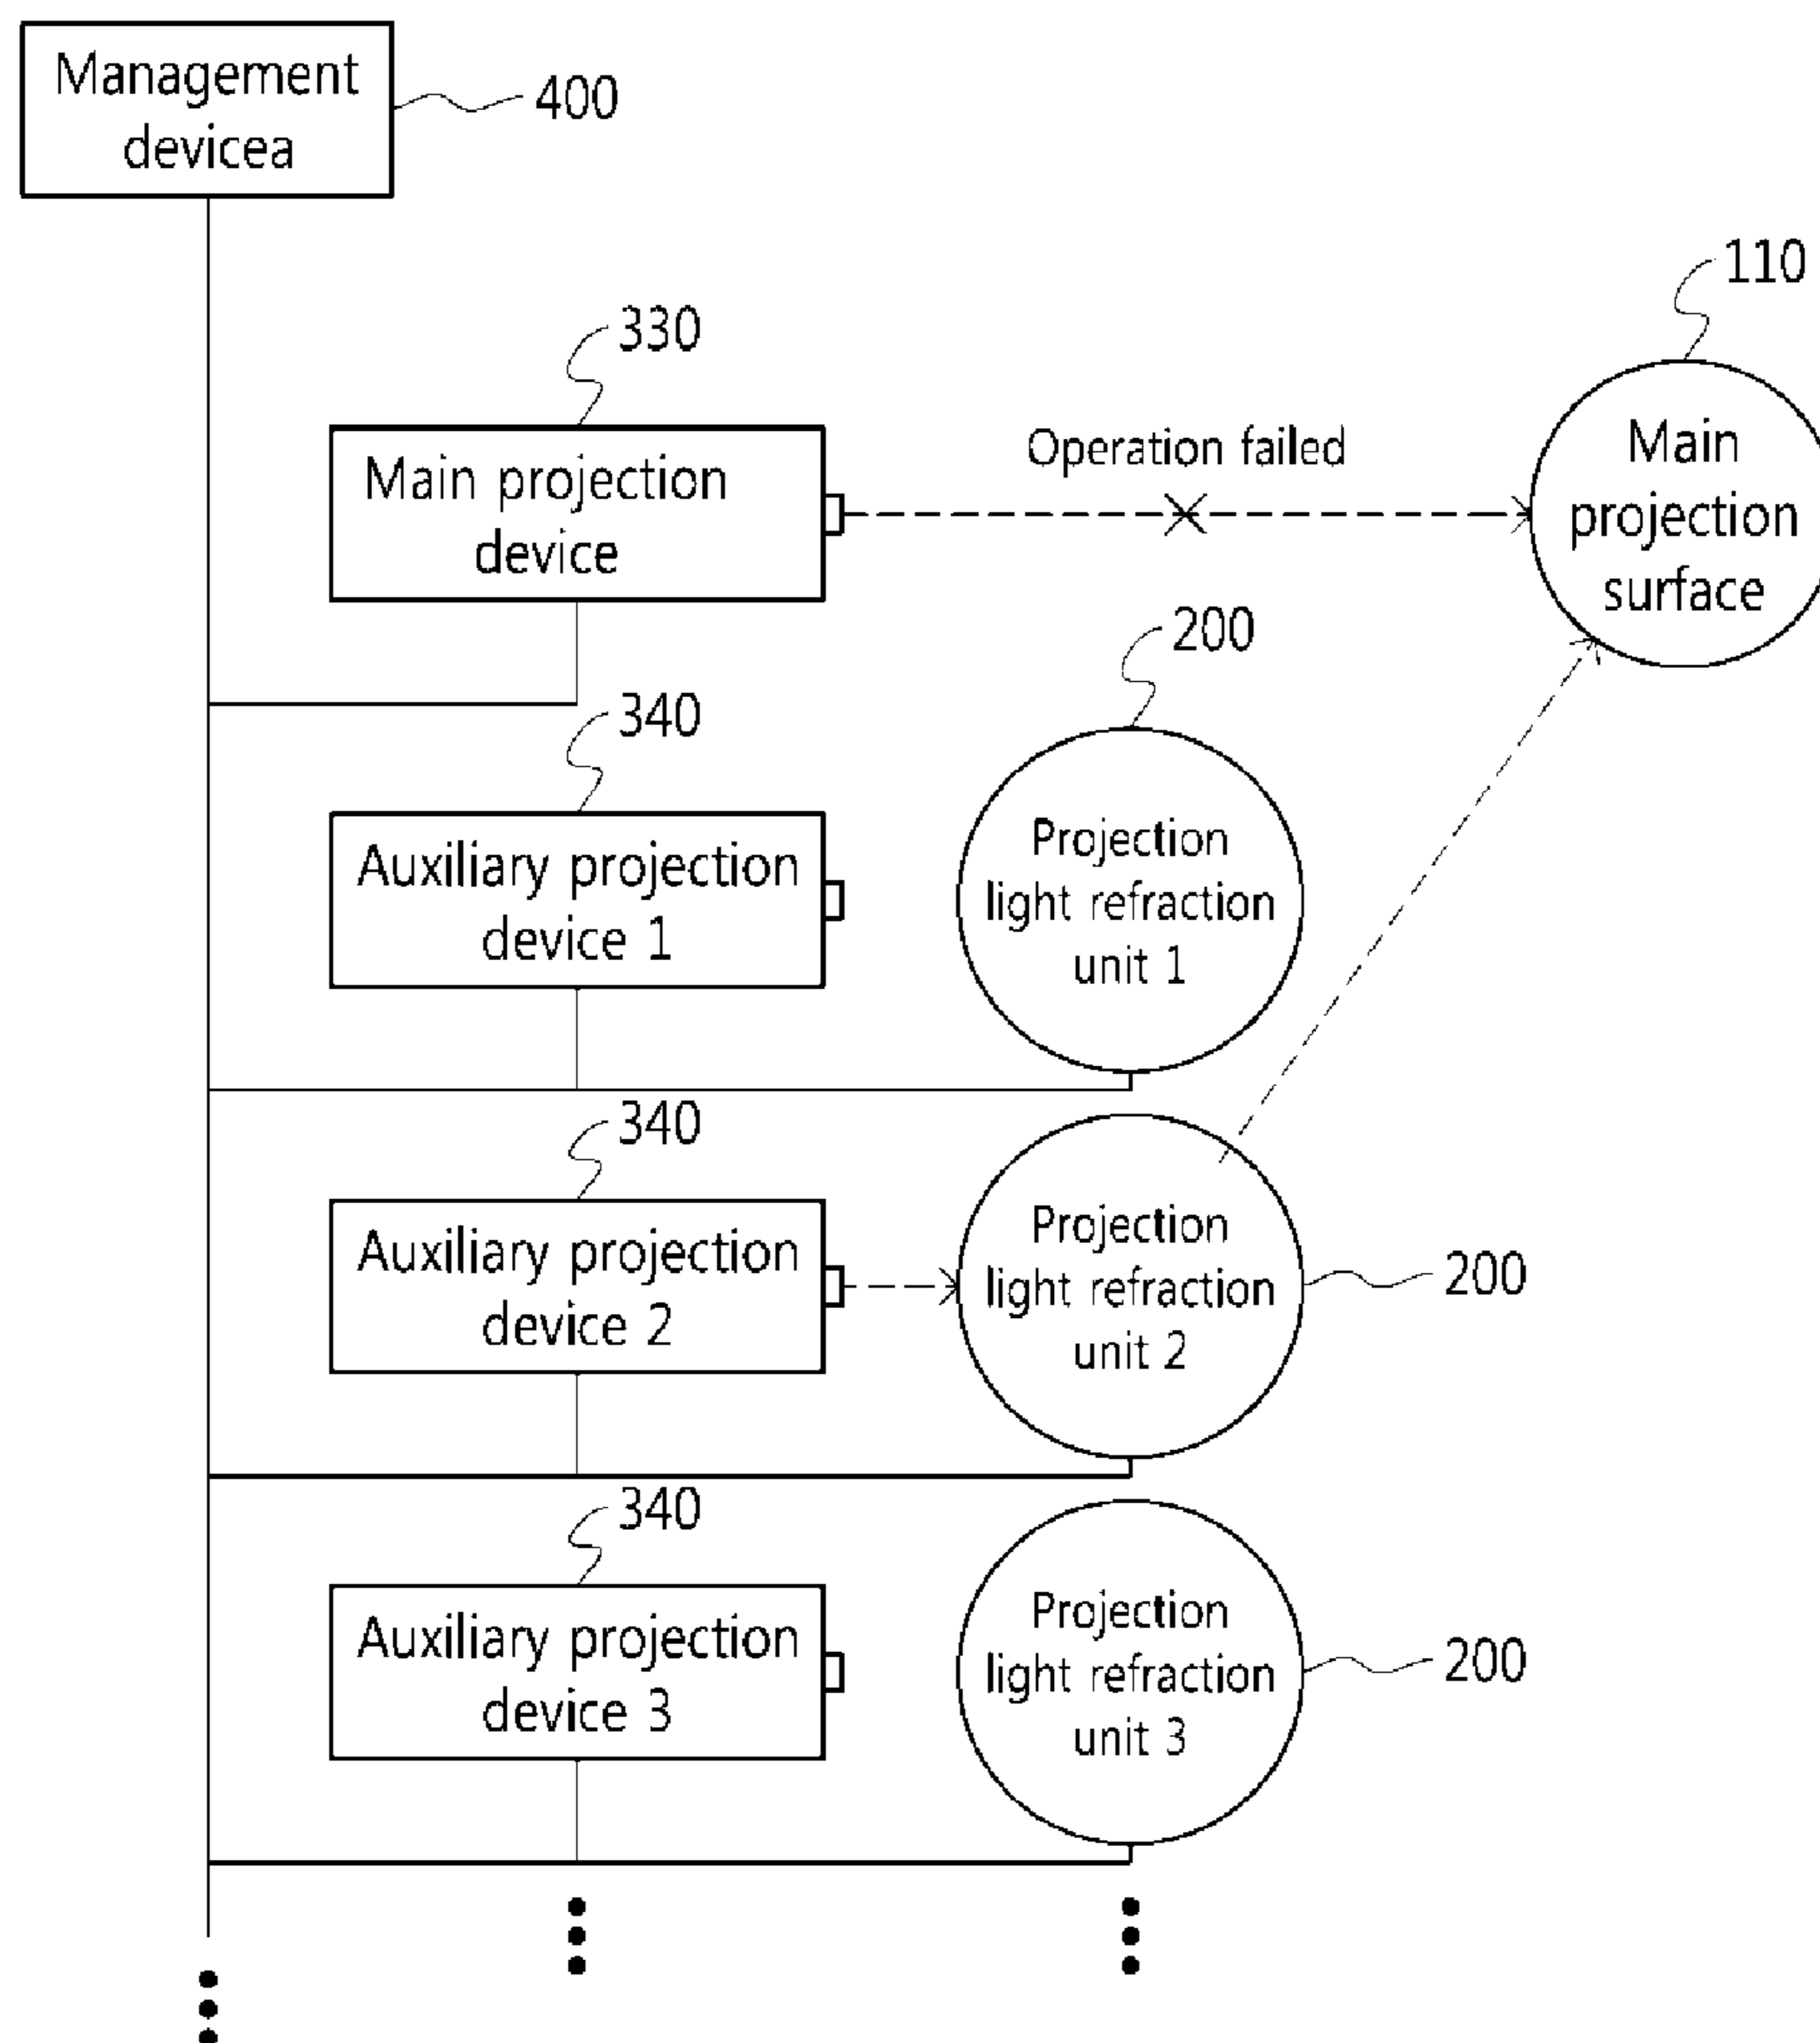 Management
devicea
400
110
330
Main projection
device
Operation failed
Main
projection
surface
200
340
Auxiliary projection
device 1
Projection
light refraction
unit 1
340
Auxiliary projection
device 2
Projection
light refraction
unit 2
200
340
Auxiliary projection
device 3
Projection
light refraction
unit 3
200